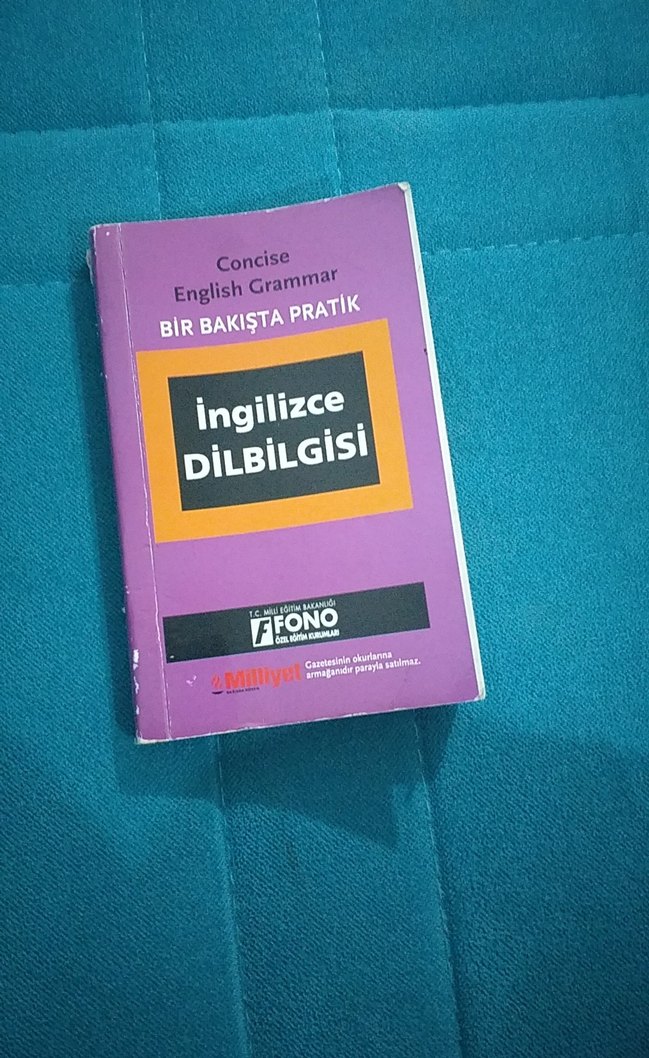 Concise
English Grammar
BİR BAKIŞTA PRATİK
İngilizce
DİLBİLGİSİ
T.C. MİLLİ EĞİTİM BAKANLIĞI
FONO
ÖZEL EĞİTİM KURUMLARI
Milliyet
Gazetesinin okurlarına
armağanıdır parayla satılmaz.